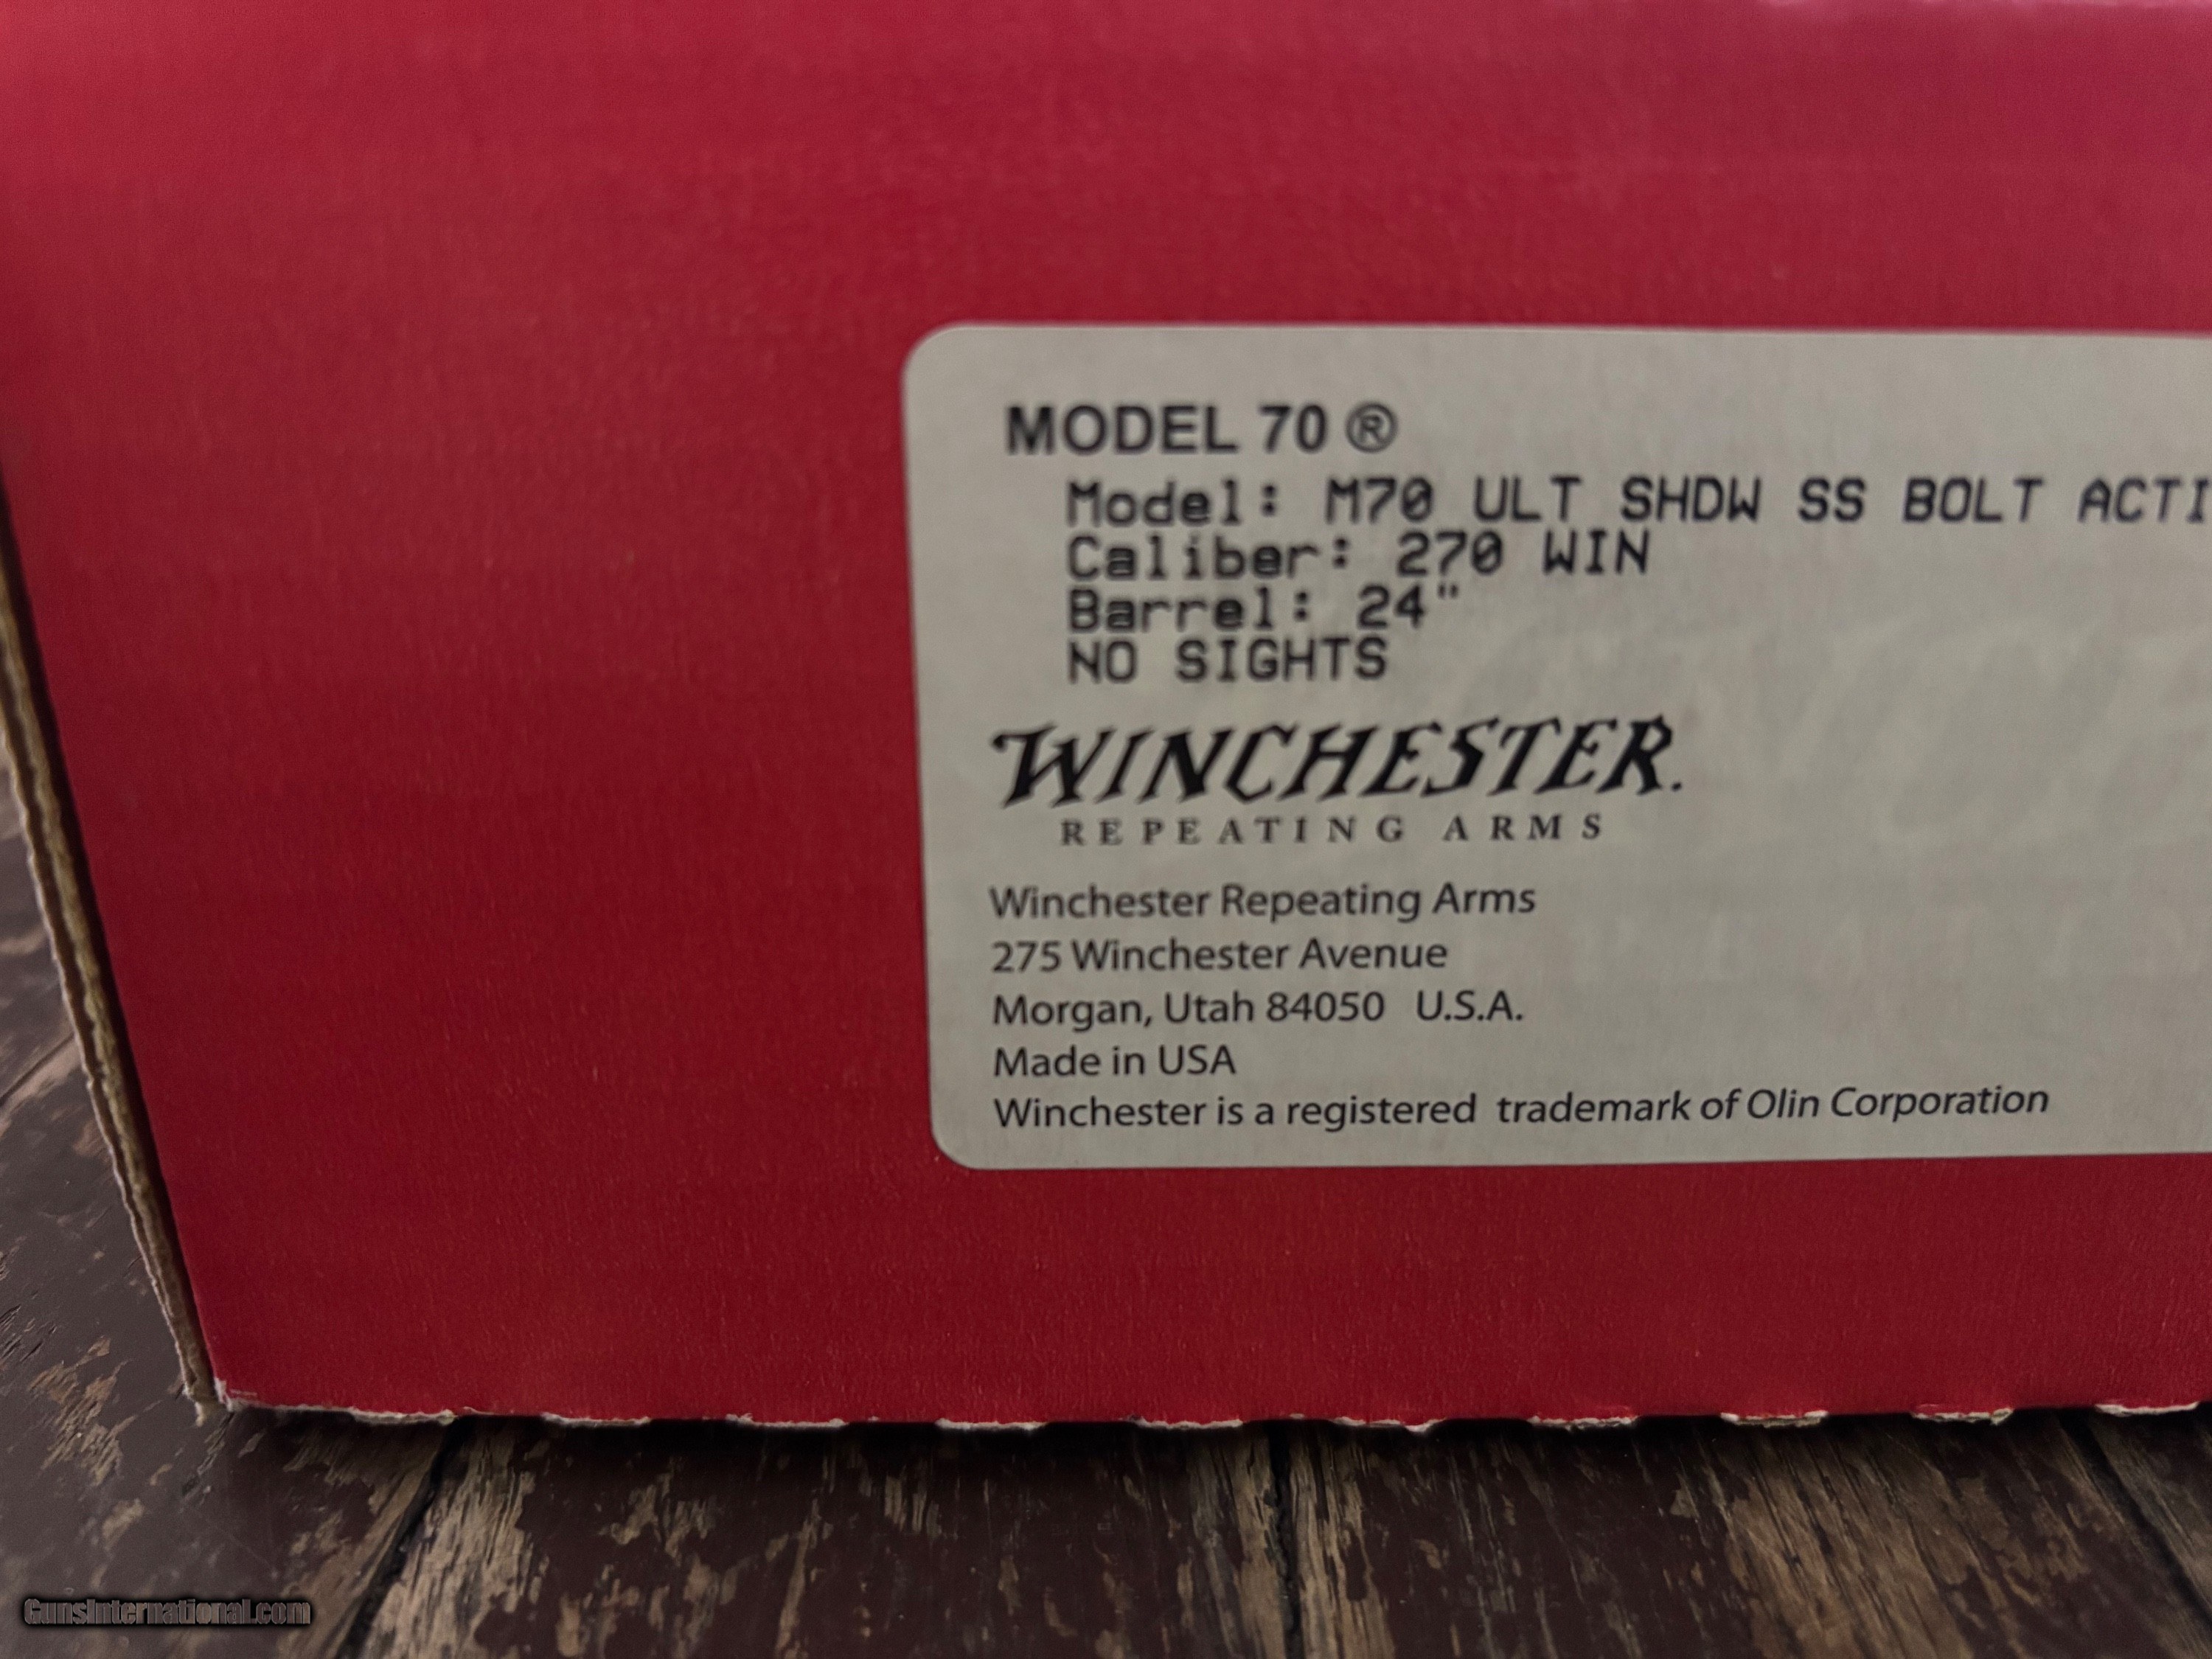 MODEL 70 ®
Model: M70 ULT SHDW SS BOLT ACTI
Caliber: 270 WIN
Barrel: 24"
NO SIGHTS
WINCHESTER.
REPEATING ARMS
Winchester Repeating Arms
275 Winchester Avenue
Morgan, Utah 84050 U.S.A.
Made in USA
Winchester is a registered trademark of Olin Corporation
GunsInternational.com